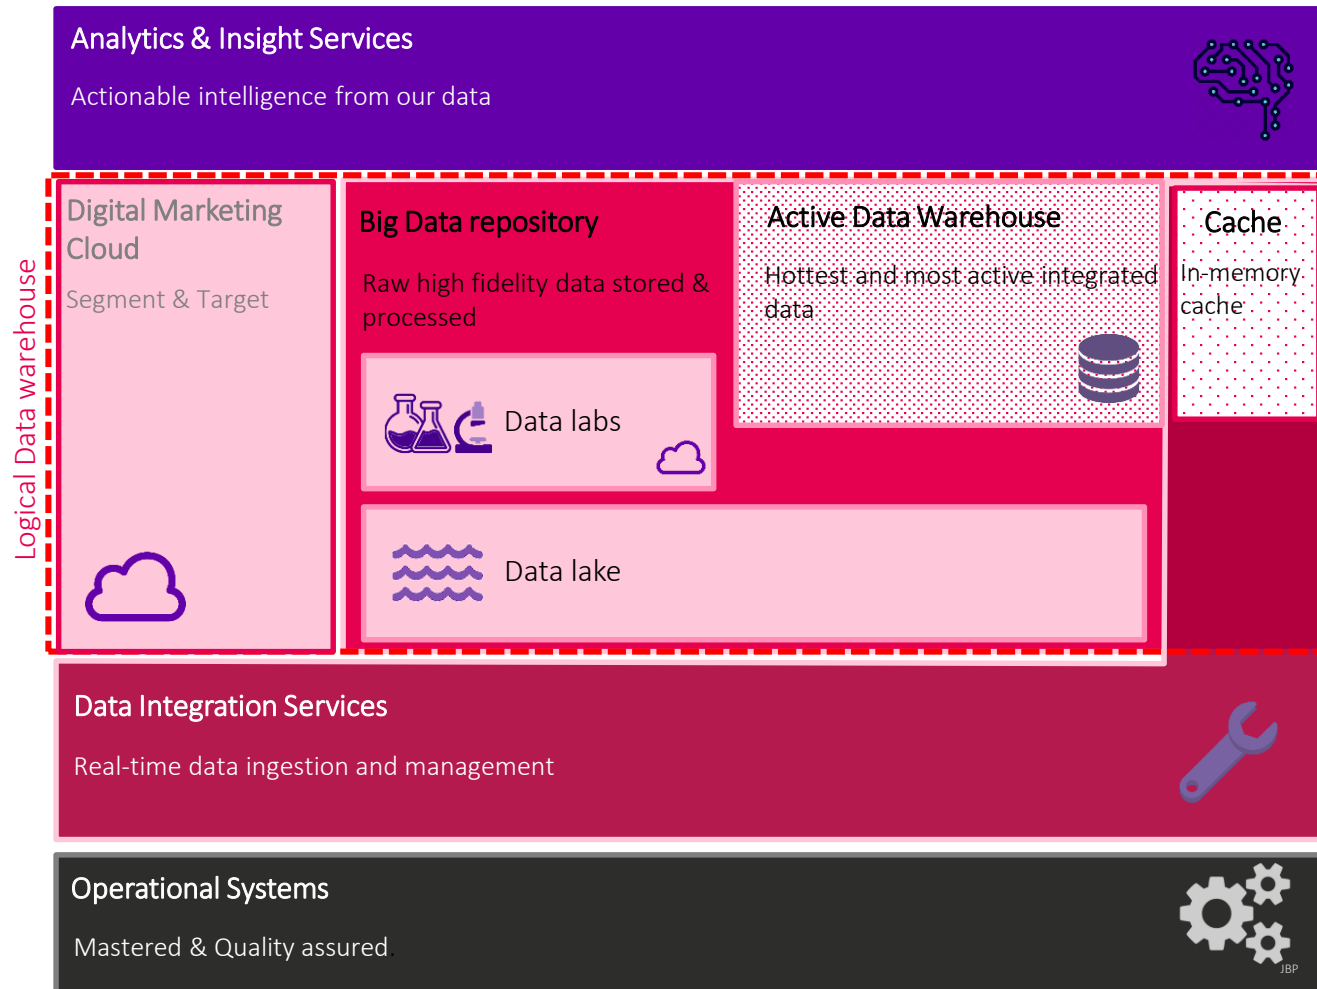 Analytics & Insight Services
Actionable intelligence from our data
Logical Data warehouse
Digital Marketing
Cloud
Segment & Target
Big Data repository
Raw high fidelity data stored &
processed
Data labs
Data lake
Active Data Warehouse
Hottest and most active integrated
data
Cache
In-memory
cache
Data Integration Services
Real-time data ingestion and management
Operational Systems
Mastered & Quality assured.
JBP